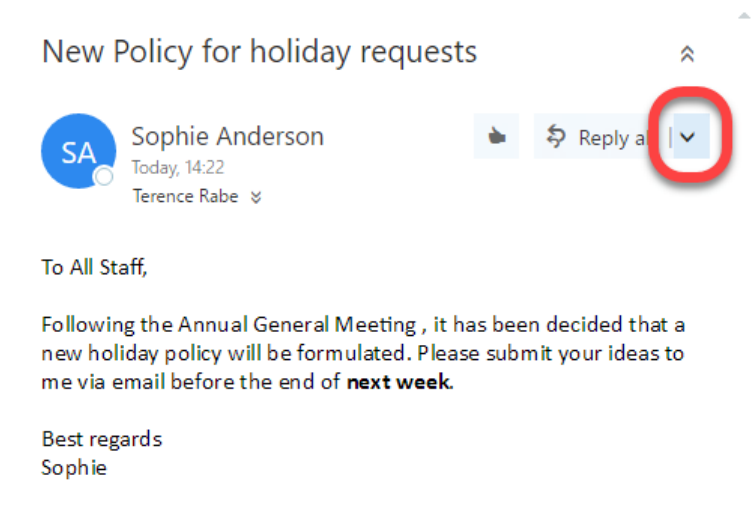 New Policy for holiday requests
SA
Sophie Anderson
Reply a
Today, 14:22
Terence Rabe
To All Staff,
Following the Annual General Meeting , it has been decided that a
new holiday policy will be formulated. Please submit your ideas to
me via email before the end of next week.
Best regards
Sophie